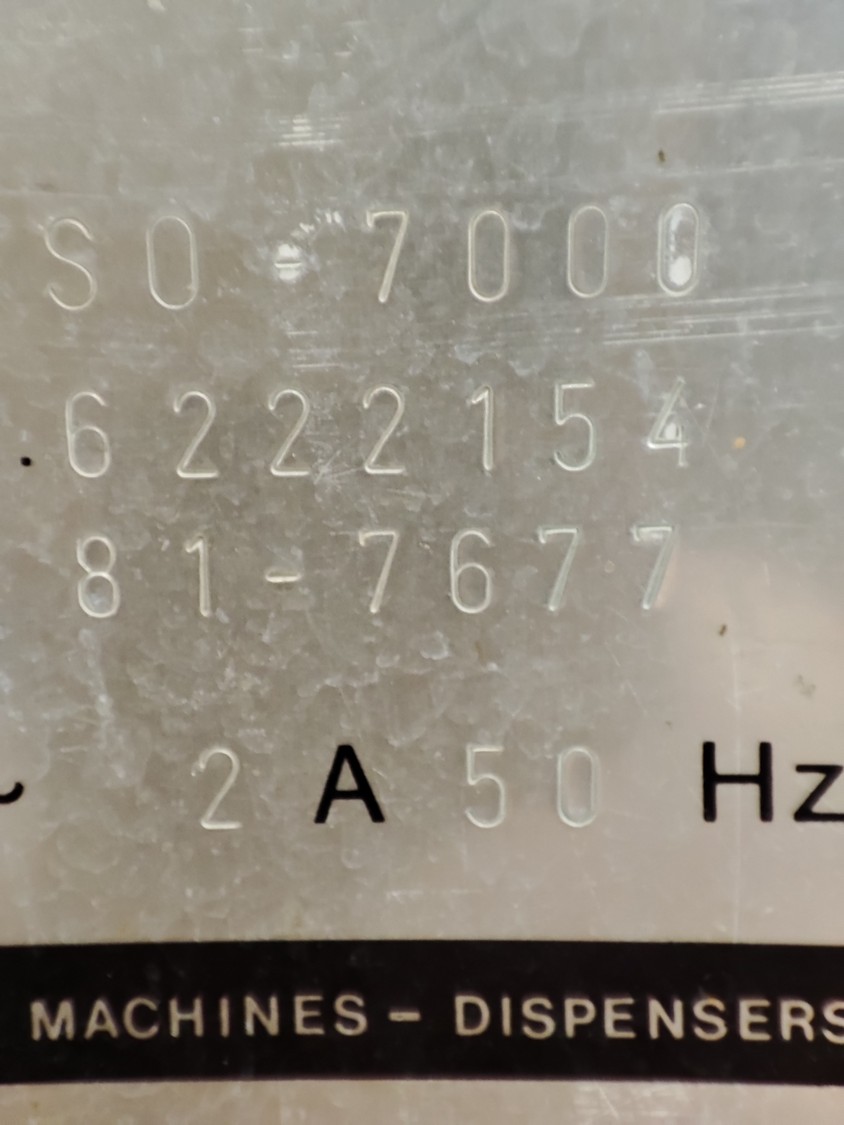 SO-7000
. 6222154
81-7677
~ 2 A 50 Hz
MACHINES - DISPENSERS